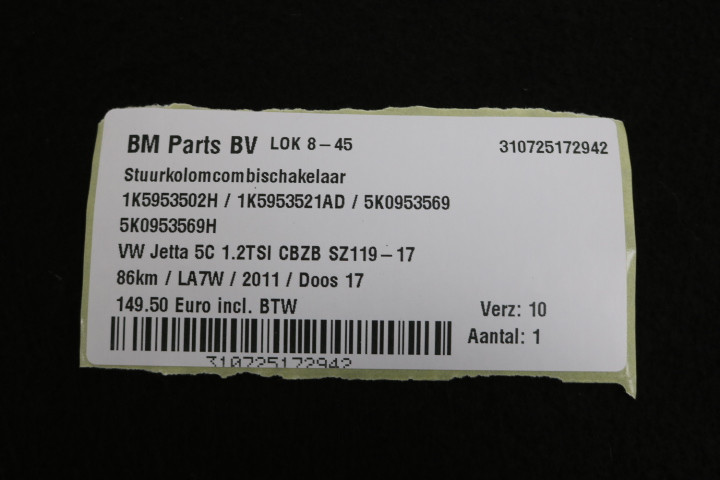 BM Parts BV LOK 8-45 310725172942
Stuurkolomcombischakelaar
1K5953502H / 1K5953521AD / 5K0953569
5K0953569H
VW Jetta 5C 1.2TSI CBZB SZ119-17
86km / LA7W / 2011 / Doos 17
149.50 Euro incl. BTW Verz: 10
Aantal: 1
310725172942